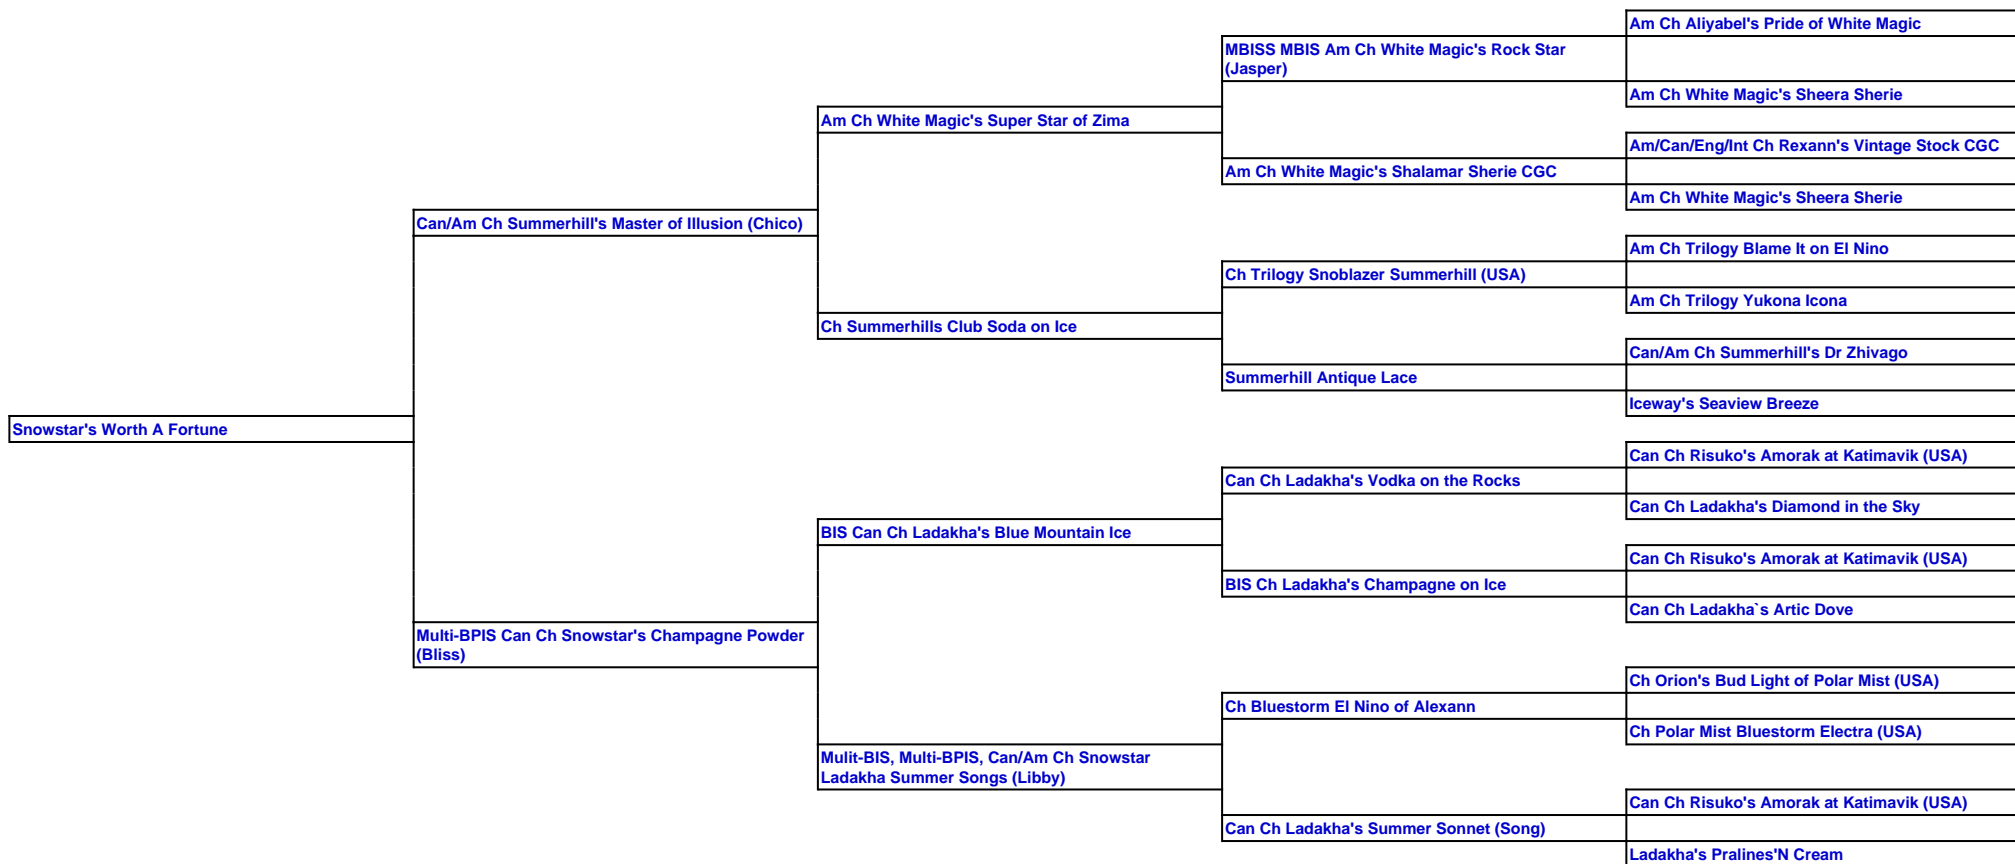 Am Ch Aliyabel's Pride of White Magic
MBISS MBIS Am Ch White Magic's Rock Star
(Jasper)
Am Ch White Magic's Sheera Sherie
Am Ch White Magic's Super Star of Zima
Am/Can/Eng/Int Ch Rexann's Vintage Stock CGC
Am Ch White Magic's Shalamar Sherie CGC
Am Ch White Magic's Sheera Sherie
Can/Am Ch Summerhill's Master of Illusion (Chico)
Am Ch Trilogy Blame It on El Nino
Ch Trilogy Snoblazer Summerhill (USA)
Am Ch Trilogy Yukona Icona
Ch Summerhills Club Soda on Ice
Can/Am Ch Summerhill's Dr Zhivago
Summerhill Antique Lace
Iceway's Seaview Breeze
Snowstar's Worth A Fortune
Can Ch Risuko's Amorak at Katimavik (USA)
Can Ch Ladakha's Vodka on the Rocks
Can Ch Ladakha's Diamond in the Sky
BIS Can Ch Ladakha's Blue Mountain Ice
Can Ch Risuko's Amorak at Katimavik (USA)
BIS Ch Ladakha's Champagne on Ice
Can Ch Ladakha`s Artic Dove
Multi-BPIS Can Ch Snowstar's Champagne Powder
(Bliss)
Ch Orion's Bud Light of Polar Mist (USA)
Ch Bluestorm El Nino of Alexann
Ch Polar Mist Bluestorm Electra (USA)
Mulit-BIS, Multi-BPIS, Can/Am Ch Snowstar
Ladakha Summer Songs (Libby)
Can Ch Risuko's Amorak at Katimavik (USA)
Can Ch Ladakha's Summer Sonnet (Song)
Ladakha's Pralines'N Cream